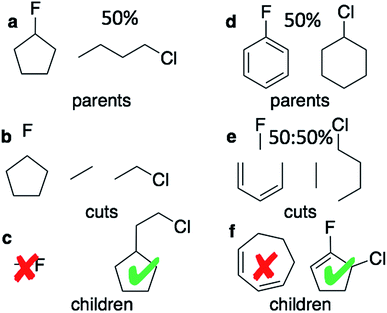 a
F
50%
Cl
parents
b
F
Cl
cuts
c
Cl
F
children
d
F
50%
Cl
parents
e
F
50:50%
Cl
cuts
f
F
Cl
children